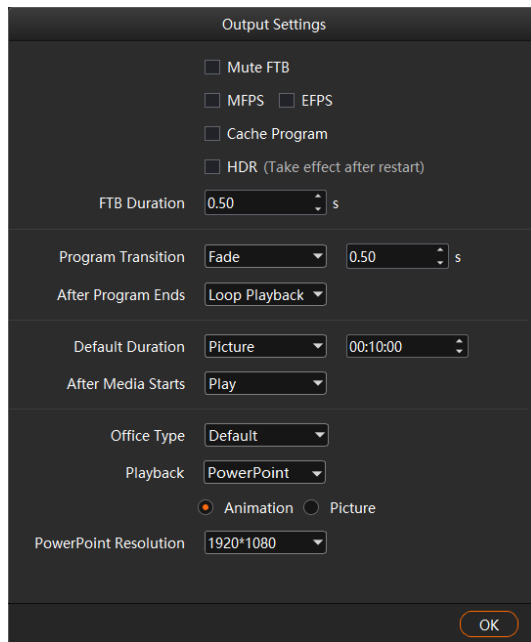 Output Settings
Mute FTB
MFPS EFPS
Cache Program
HDR (Take effect after restart)
FTB Duration 0.50 s
Program Transition Fade 0.50 s
After Program Ends Loop Playback
Default Duration Picture 00:10:00
After Media Starts Play
Office Type Default
Playback PowerPoint
Animation Picture
PowerPoint Resolution 1920*1080
OK